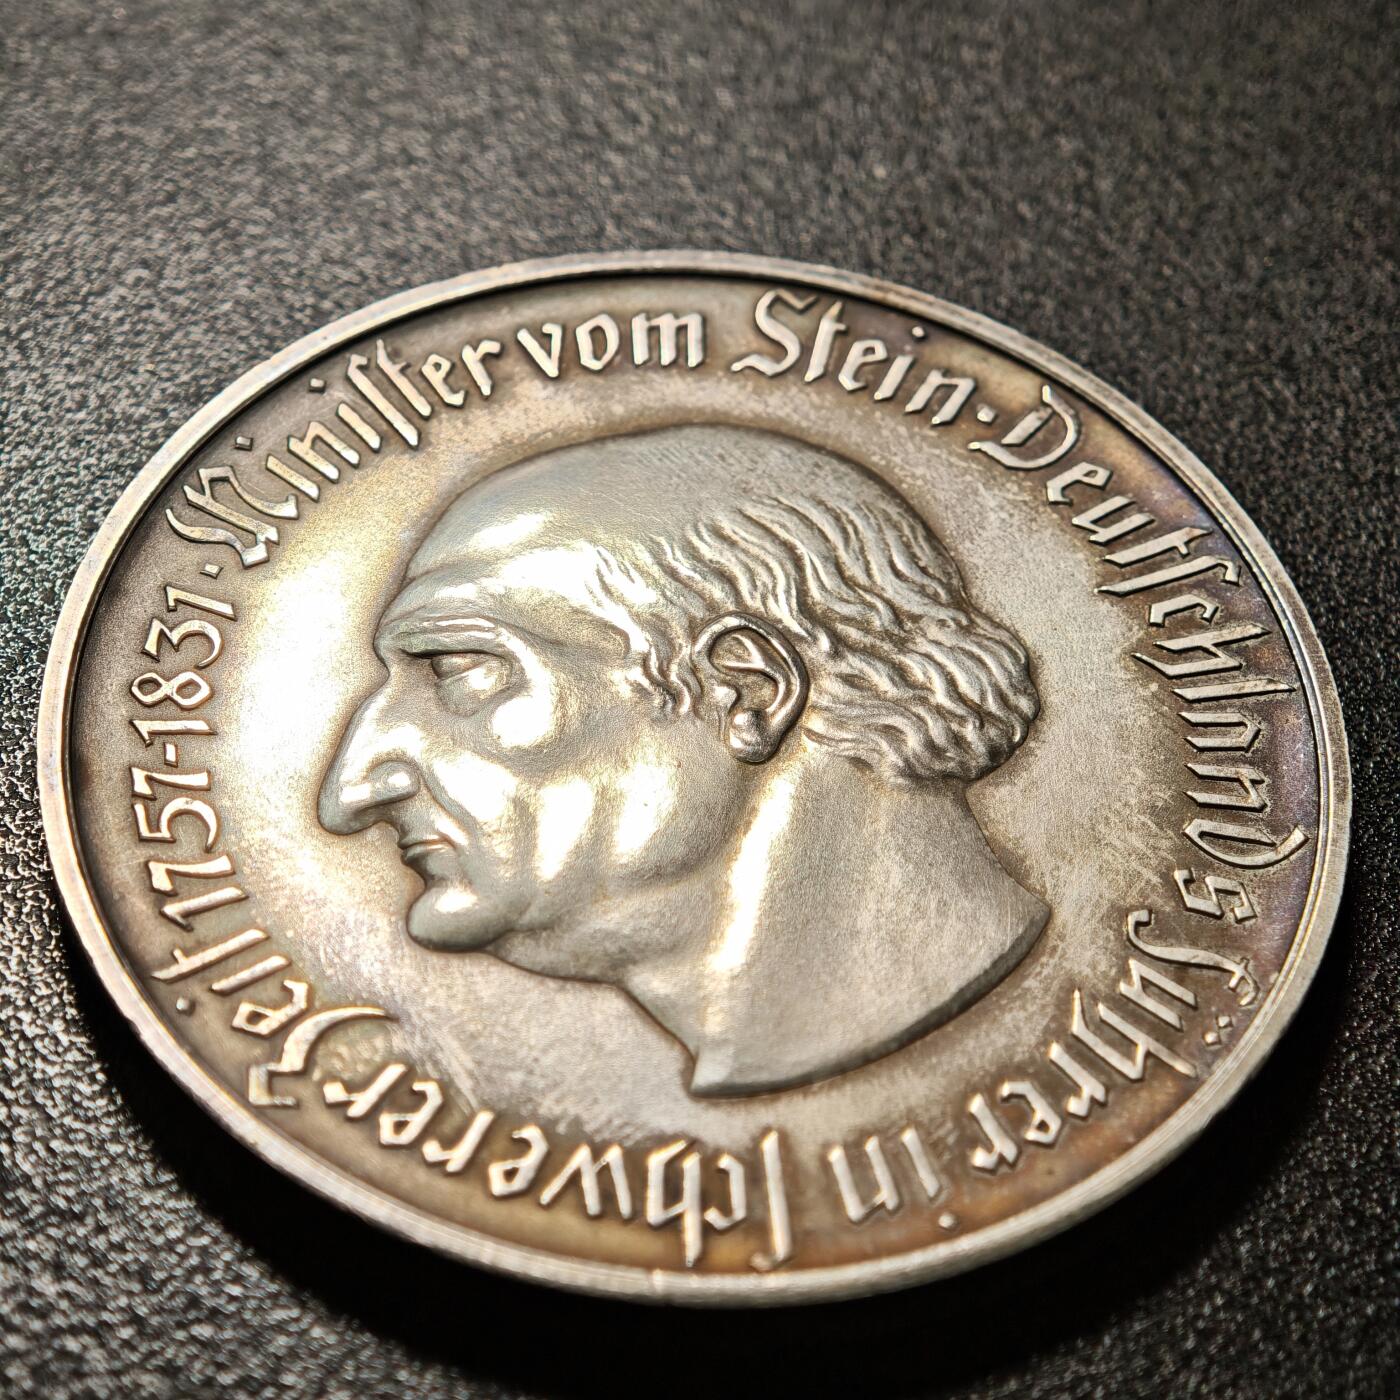 Minister vom Stein · Deutschlands Führer in schwerer Zeit 1757-1831 ·